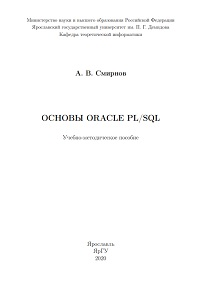 Министерство науки и высшего образования Российской Федерации
Ярославский государственный университет им. П. Г. Демидова
Кафедра теоретической информатики
А. В. Смирнов
ОСНОВЫ ORACLE PL/SQL
Учебно-методическое пособие
Ярославль
ЯрГУ
2020